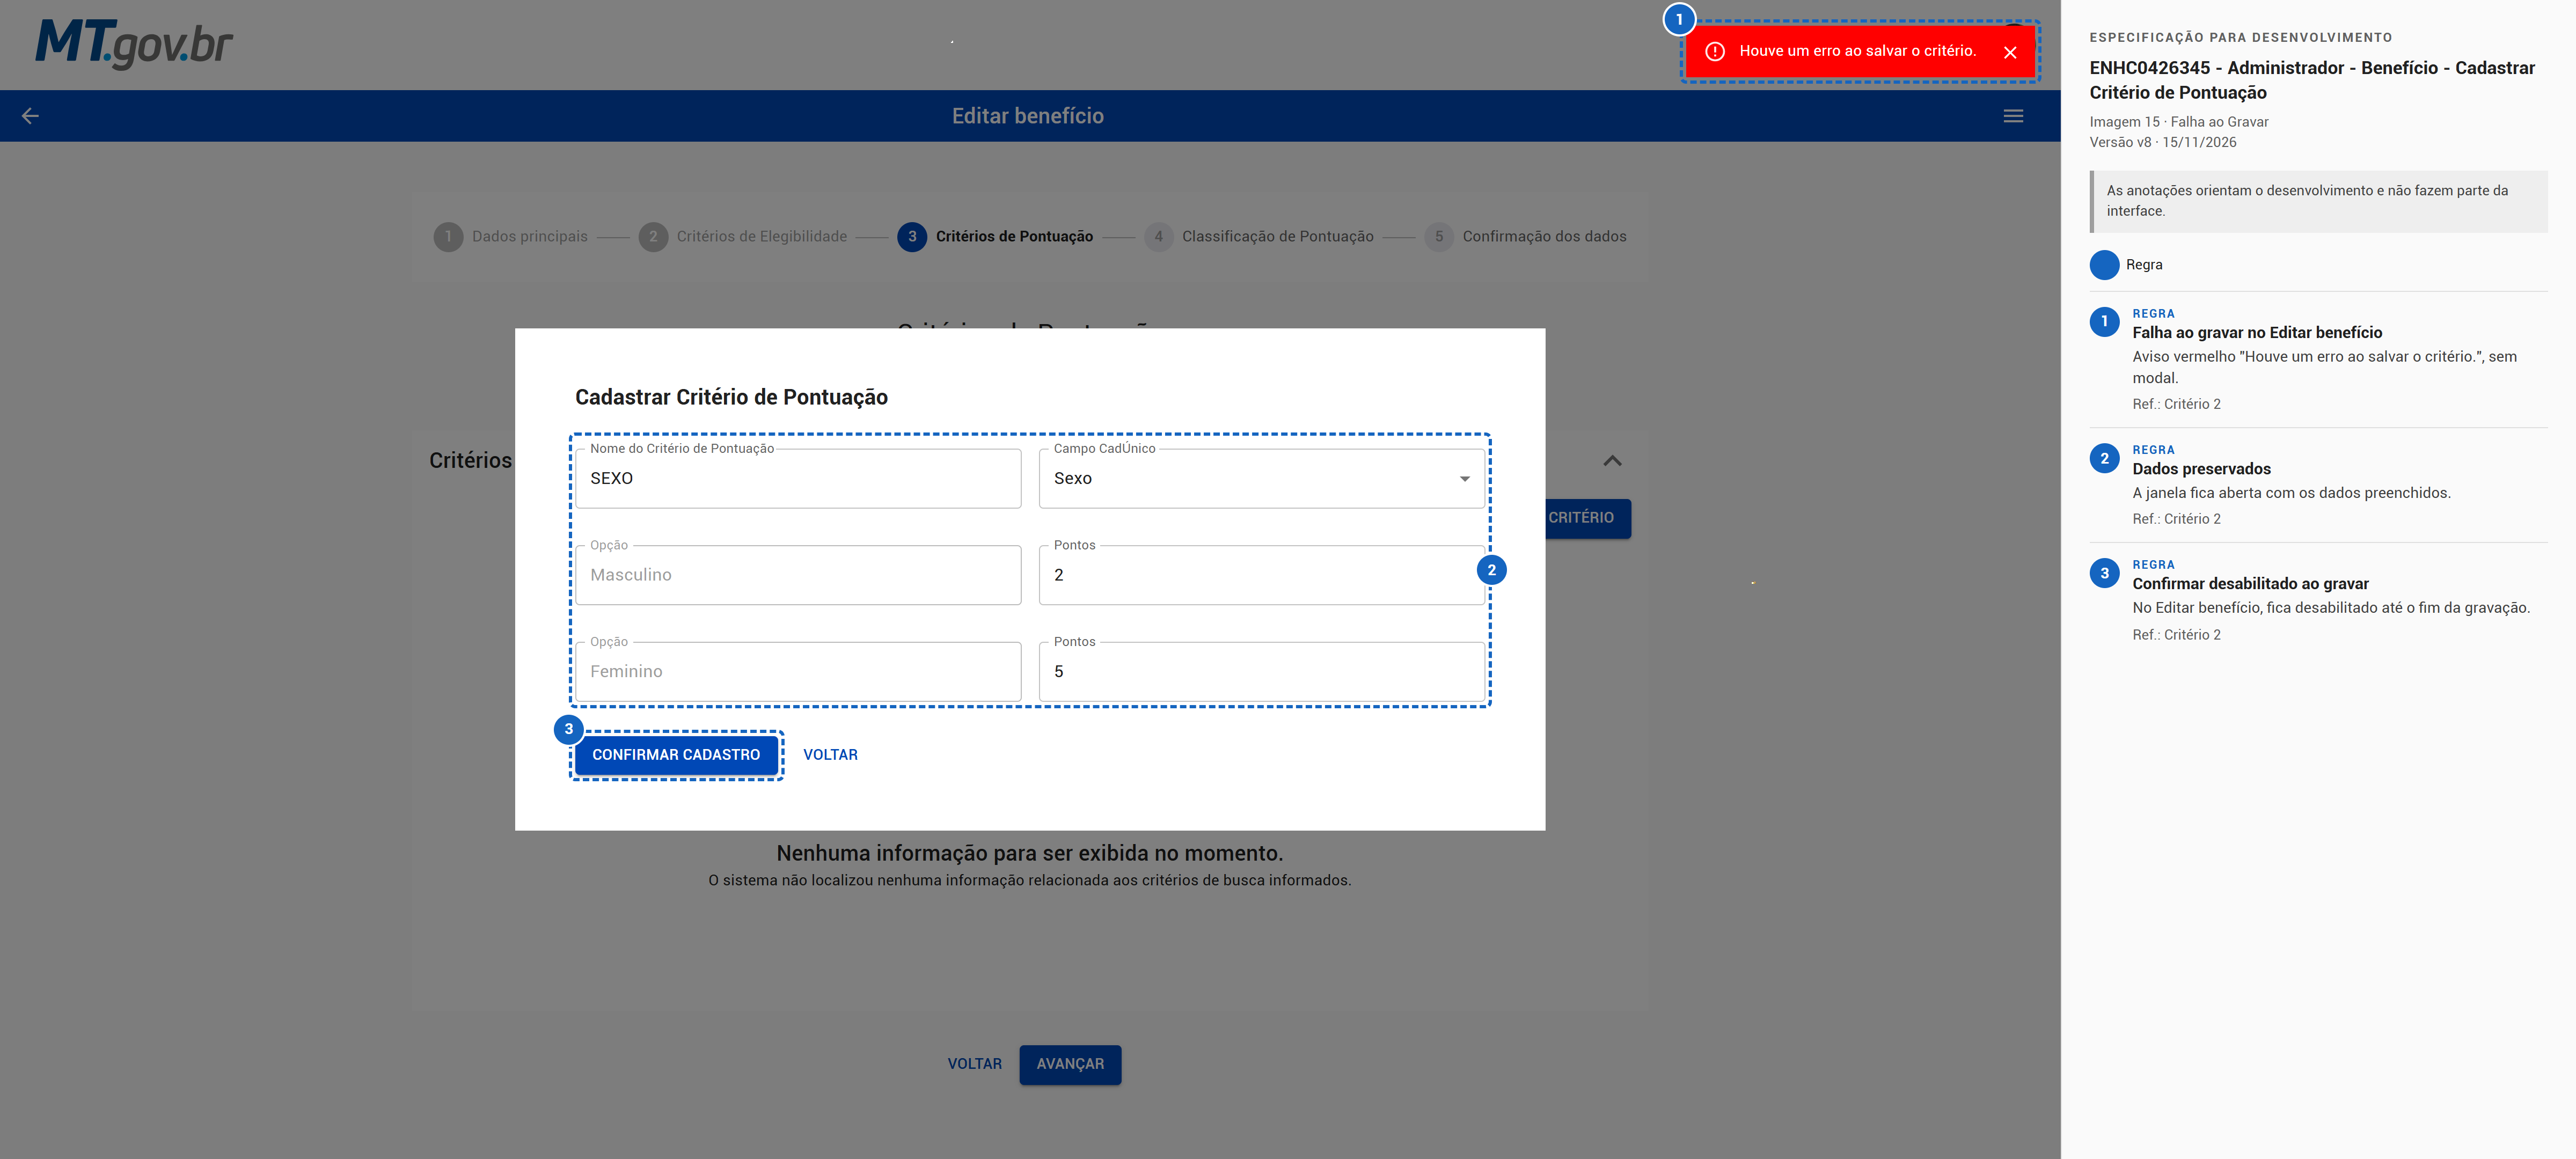 MT.gov.br
1
Houve um erro ao salvar o critério.
Editar benefício
1 Dados principais
2 Critérios de Elegibilidade
3 Critérios de Pontuação
4 Classificação de Pontuação
5 Confirmação dos dados
Cadastrar Critério de Pontuação
Critérios
Nome do Critério de Pontuação
SEXO
Campo CadÚnico
Sexo
CRITÉRIO
Opção
Masculino
Pontos
2
2
Opção
Feminino
Pontos
5
3
CONFIRMAR CADASTRO
VOLTAR
Nenhuma informação para ser exibida no momento.
O sistema não localizou nenhuma informação relacionada aos critérios de busca informados.
VOLTAR
AVANÇAR
ESPECIFICAÇÃO PARA DESENVOLVIMENTO
ENHC0426345 - Administrador - Benefício - Cadastrar
Critério de Pontuação
Imagem 15 · Falha ao Gravar
Versão v8 · 15/11/2026
As anotações orientam o desenvolvimento e não fazem parte da
interface.
Regra
1
REGRA
Falha ao gravar no Editar benefício
Aviso vermelho "Houve um erro ao salvar o critério.", sem
modal.
Ref.: Critério 2
2
REGRA
Dados preservados
A janela fica aberta com os dados preenchidos.
Ref.: Critério 2
3
REGRA
Confirmar desabilitado ao gravar
No Editar benefício, fica desabilitado até o fim da gravação.
Ref.: Critério 2